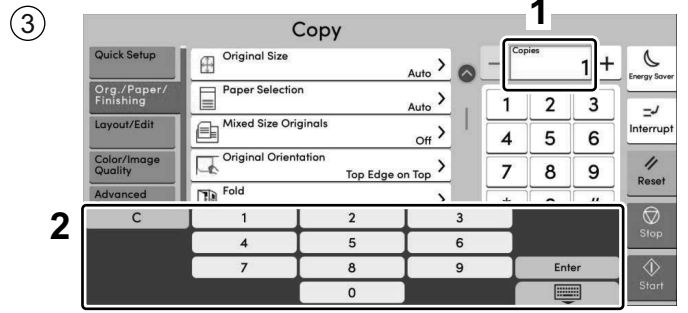 ③
Copy
1
Quick Setup
Org./Paper/
Finishing
Layout/Edit
Color/Image
Quality
Advanced
Original Size
Auto
Paper Selection
Auto
Mixed Size Originals
Off
Original Orientation
Top Edge on Top
Fold
Copies
− 1 +
1 2 3
4 5 6
7 8 9
Energy Saver
Interrupt
Reset
Stop
Start
2
C 1 2 3
4 5 6
7 8 9 Enter
0